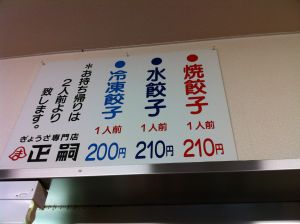 ●焼餃子
1人前
210円
●水餃子
1人前
210円
●冷凍餃子
1人前
200円
＊お持ち帰りは
2人前より
致します。
ぎょうざ専門店
正嗣